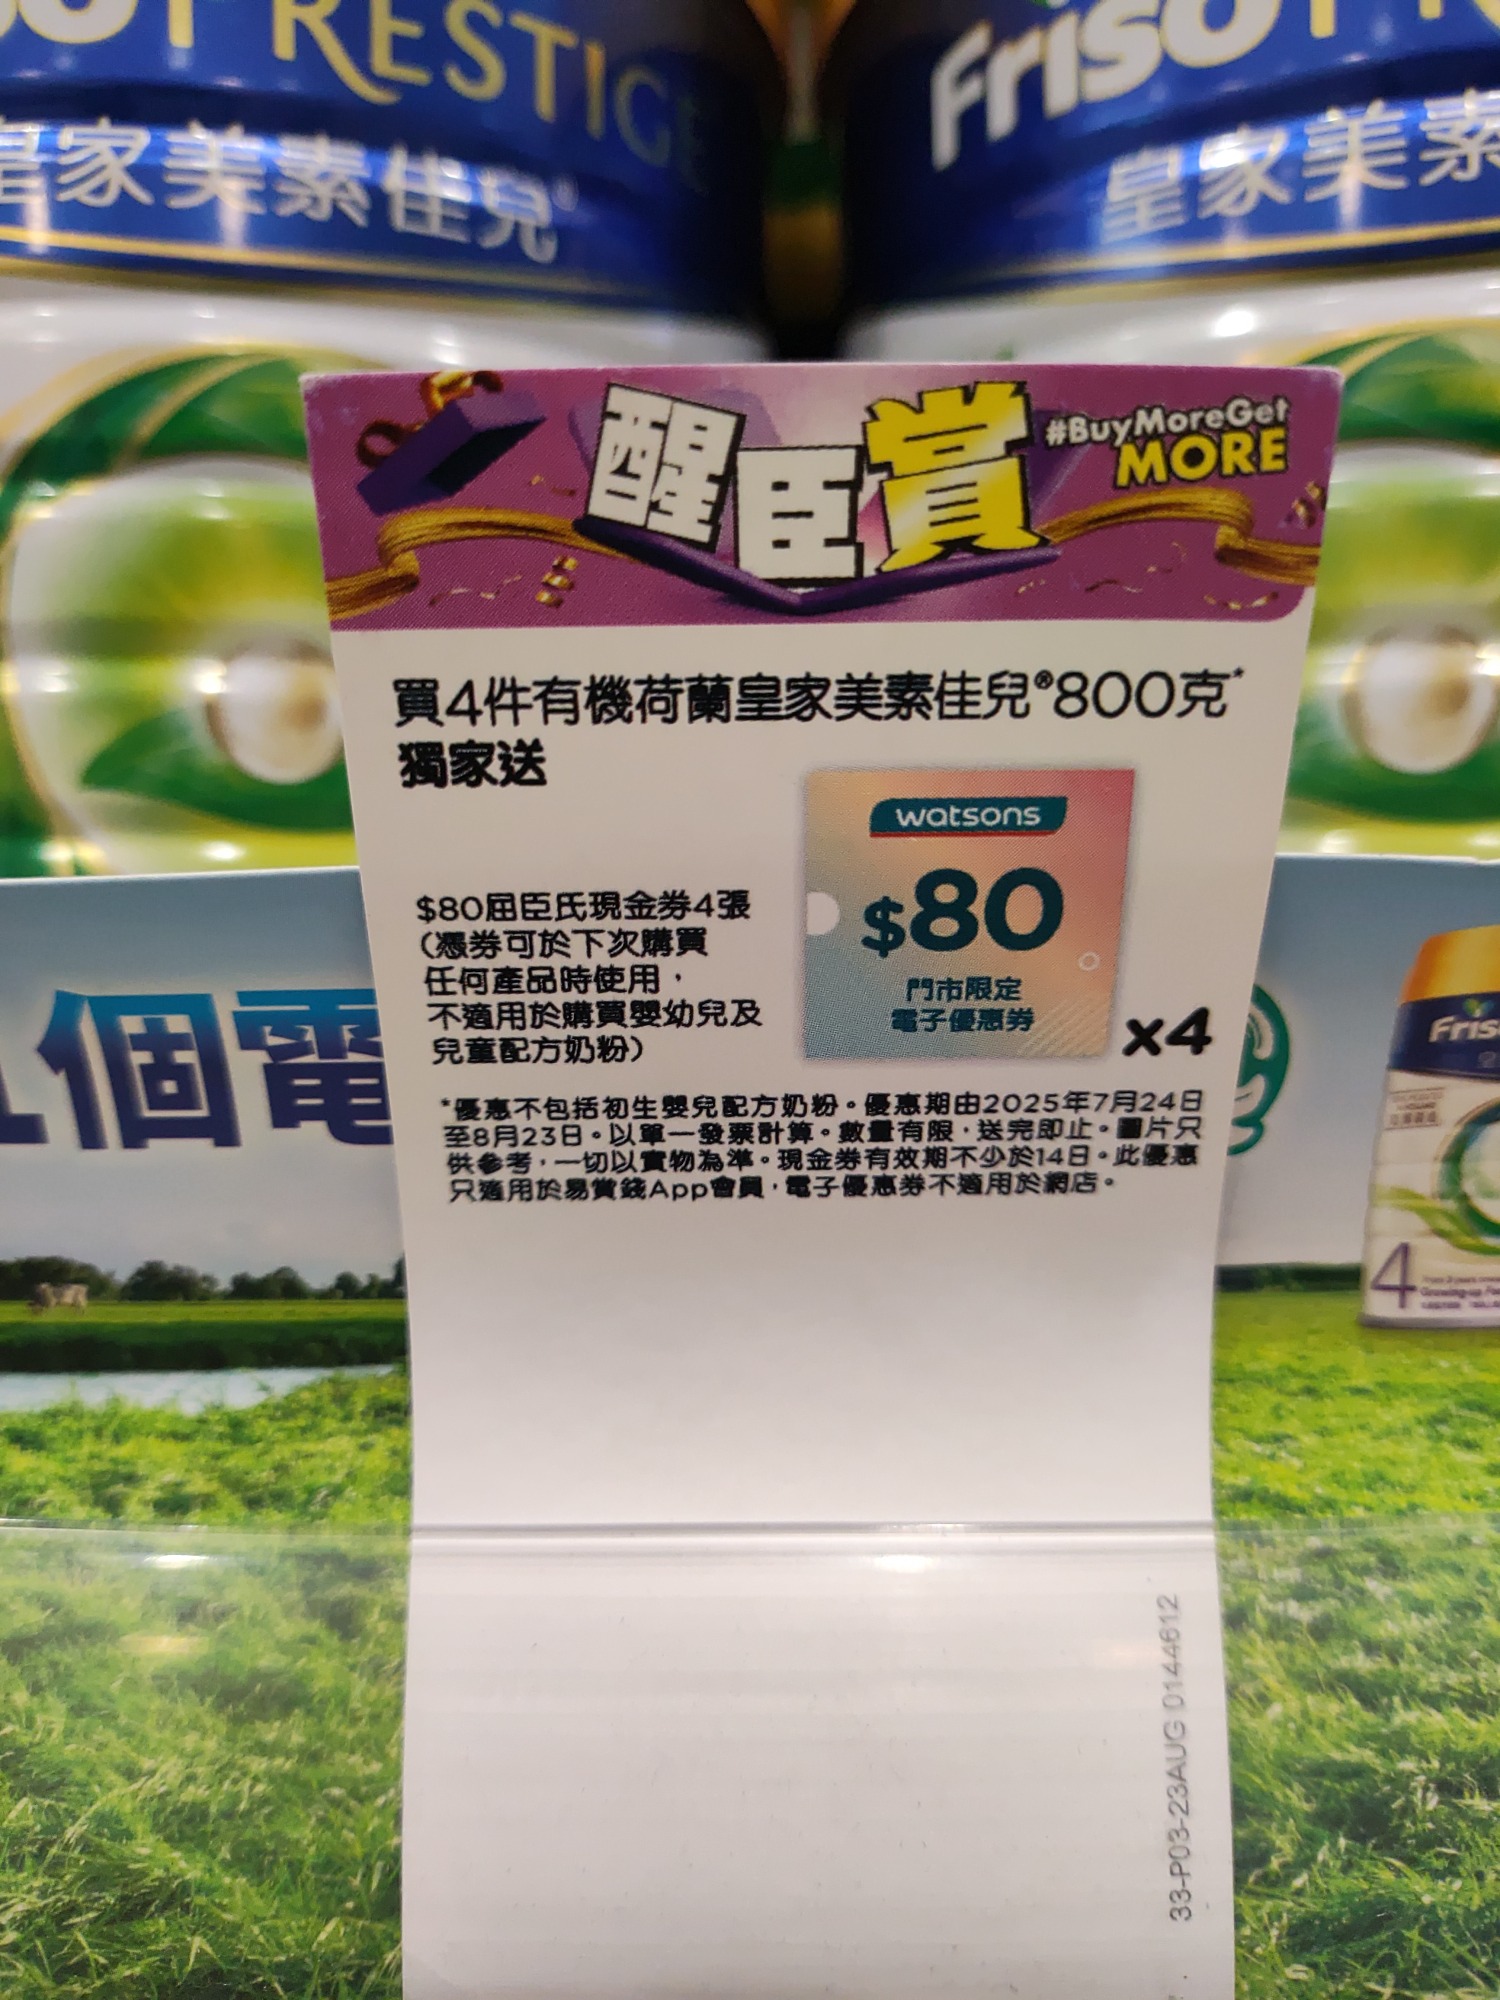 PRESTIGE
皇家美素佳兒
Friso
皇家美素
醒臣賞
#BuyMoreGet
MORE
買4件有機荷蘭皇家美素佳兒®800克*
獨家送
watsons
$80
門市限定
電子優惠券
x4
$80屈臣氏現金券4張
(憑券可於下次購買
任何產品時使用，
不適用於購買嬰幼兒及
兒童配方奶粉)
*優惠不包括初生嬰兒配方奶粉。優惠期由2025年7月24日
至8月23日。以單一發票計算。數量有限，送完即止。圖片只
供參考，一切以實物為準。現金券有效期不少於14日。此優惠
只適用於易賞錢App會員，電子優惠券不適用於網店。
1個電
Fris
4
33-P03-23AUG 0144612